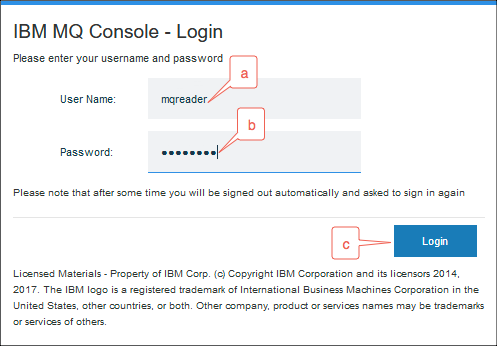 IBM MQ Console - Login
Please enter your username and password
a
User Name: mqreader
b
Password: ••••••••
Please note that after some time you will be signed out automatically and asked to sign in again
c
Login
Licensed Materials - Property of IBM Corp. (c) Copyright IBM Corporation and its licensors 2014,
2017. The IBM logo is a registered trademark of International Business Machines Corporation in the
United States, other countries, or both. Other company, product or services names may be trademarks
or services of others.